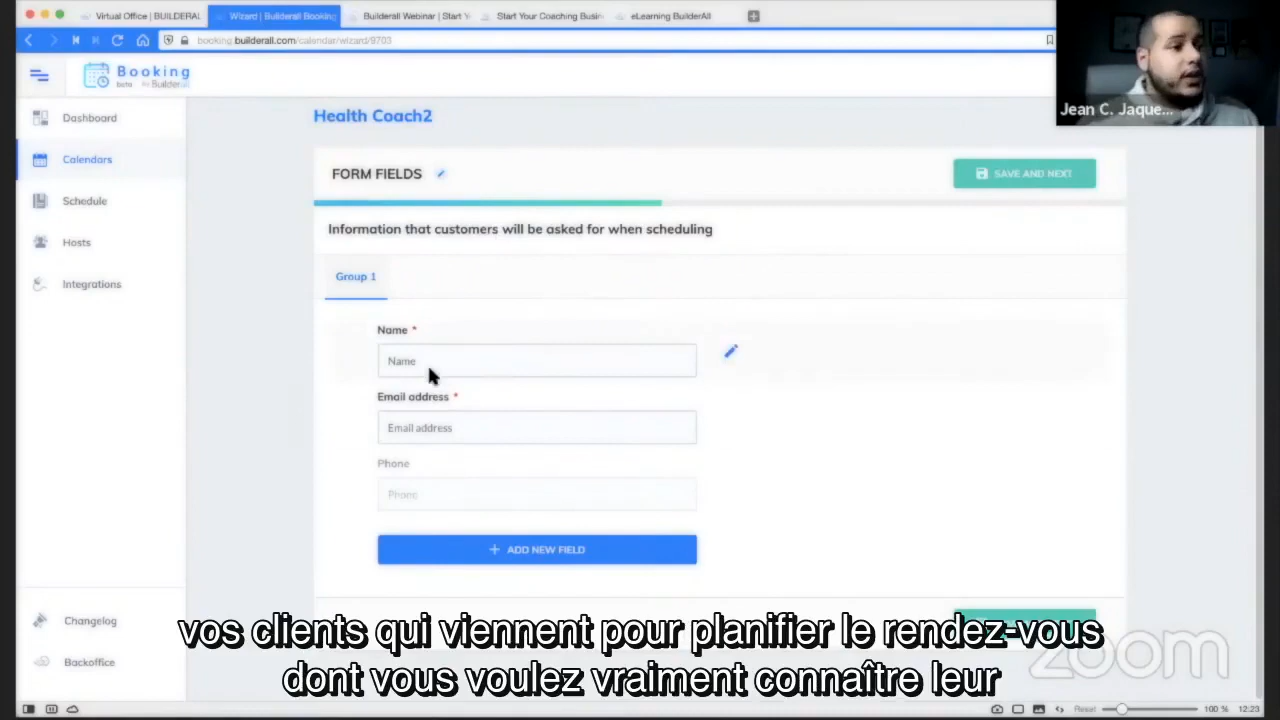 Virtual Office | BUILDERAL
Wizard | Builderall Booking
Builderall Webinar | Start Y
Start Your Coaching Busin
eLearning BuilderAll
booking.builderall.com/calendar/wizard/9703
Booking
beta by Builderall
Jean C. Jaque...
Dashboard
Calendars
Schedule
Hosts
Integrations
Changelog
Backoffice
Health Coach2
FORM FIELDS
SAVE AND NEXT
Information that customers will be asked for when scheduling
Group 1
Name *
Name
Email address *
Email address
Phone
Phone
+ ADD NEW FIELD
vos clients qui viennent pour planifier le rendez-vous
dont vous voulez vraiment connaître leur
zoom
Reset 100 % 12:23